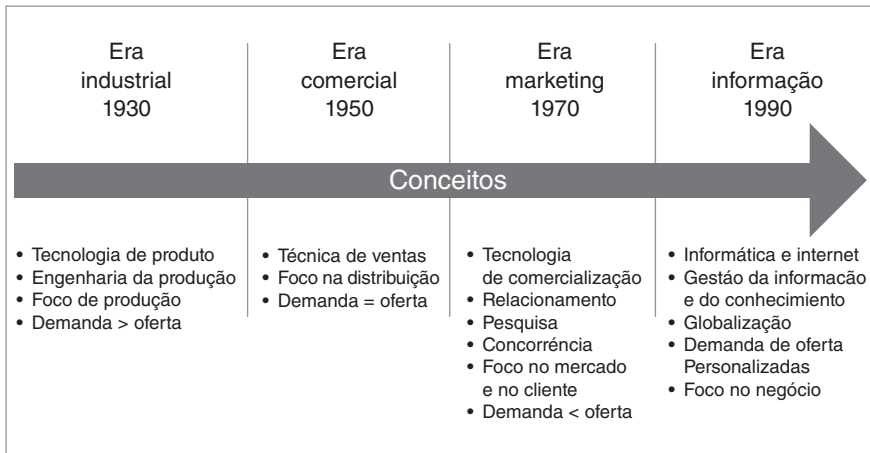 Era
industrial
1930
Era
comercial
1950
Era
marketing
1970
Era
informação
1990
Conceitos
• Tecnologia de produto
• Engenharia da produção
• Foco de produção
• Demanda > oferta
• Técnica de ventas
• Foco na distribuição
• Demanda = oferta
• Tecnologia
de comercialização
• Relacionamento
• Pesquisa
• Concorréncia
• Foco no mercado
e no cliente
• Demanda < oferta
• Informática e internet
• Gestáo da informacão
e do conhecimiento
• Globalização
• Demanda de oferta
Personalizadas
• Foco no negócio